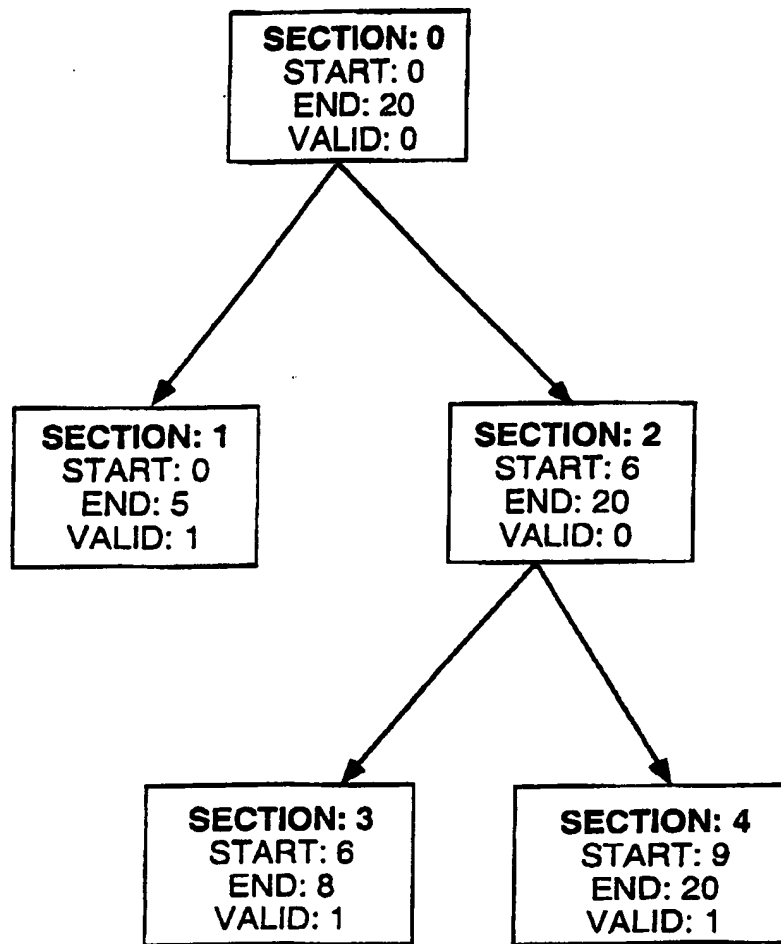 SECTION: 0
START: 0
END: 20
VALID: 0
SECTION: 1
START: 0
END: 5
VALID: 1
SECTION: 2
START: 6
END: 20
VALID: 0
SECTION: 3
START: 6
END: 8
VALID: 1
SECTION: 4
START: 9
END: 20
VALID: 1